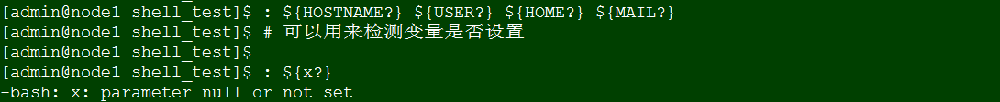 [admin@node1 shell_test]$ : ${HOSTNAME?} ${USER?} ${HOME?} ${MAIL?}
[admin@node1 shell_test]$ # 可以用来检测变量是否设置
[admin@node1 shell_test]$
[admin@node1 shell_test]$ : ${x?}
-bash: x: parameter null or not set